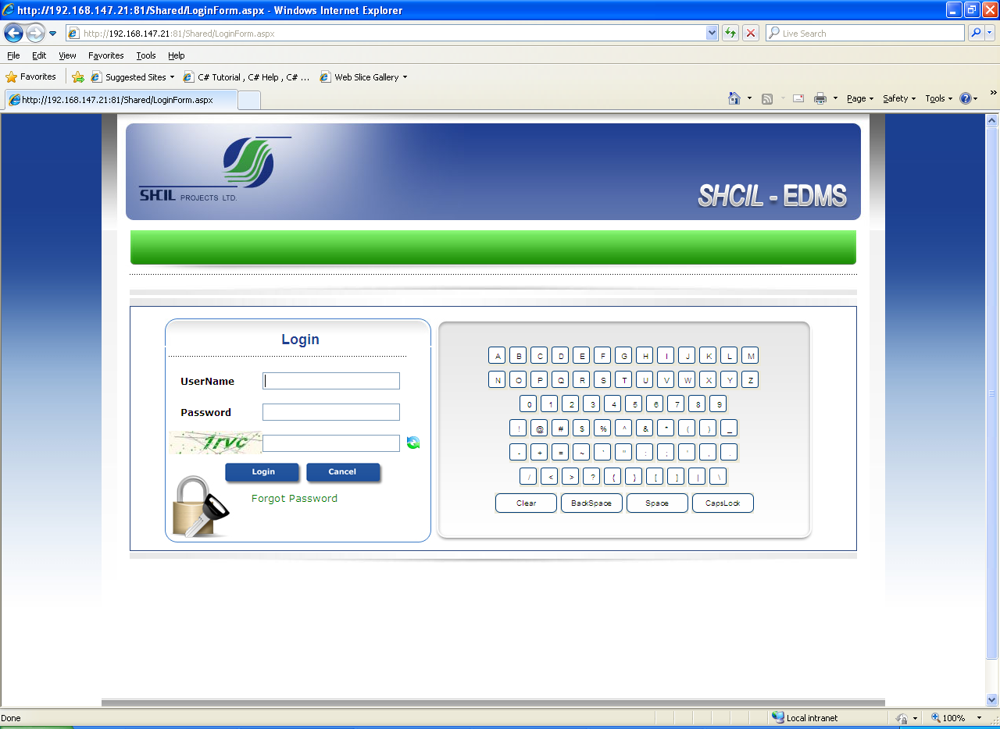 http://192.168.147.21:81/Shared/LoginForm.aspx - Windows Internet Explorer
http://192.168.147.21:81/Shared/LoginForm.aspx
Live Search
File Edit View Favorites Tools Help
Favorites Suggested Sites C# Tutorial , C# Help , C# ... Web Slice Gallery
http://192.168.147.21:81/Shared/LoginForm.aspx
Page Safety Tools
SHCIL PROJECTS LTD.
SHCIL - EDMS
Login
UserName
Password
1rvc
Login Cancel
Forgot Password
A B C D E F G H I J K L M
N O P Q R S T U V W X Y Z
0 1 2 3 4 5 6 7 8 9
! @ # $ % ^ & * ( ) _
- + = ~ ` " : ; ' , .
/ < > ? { } [ ] | \
Clear BackSpace Space CapsLock
Done
Local intranet
100%